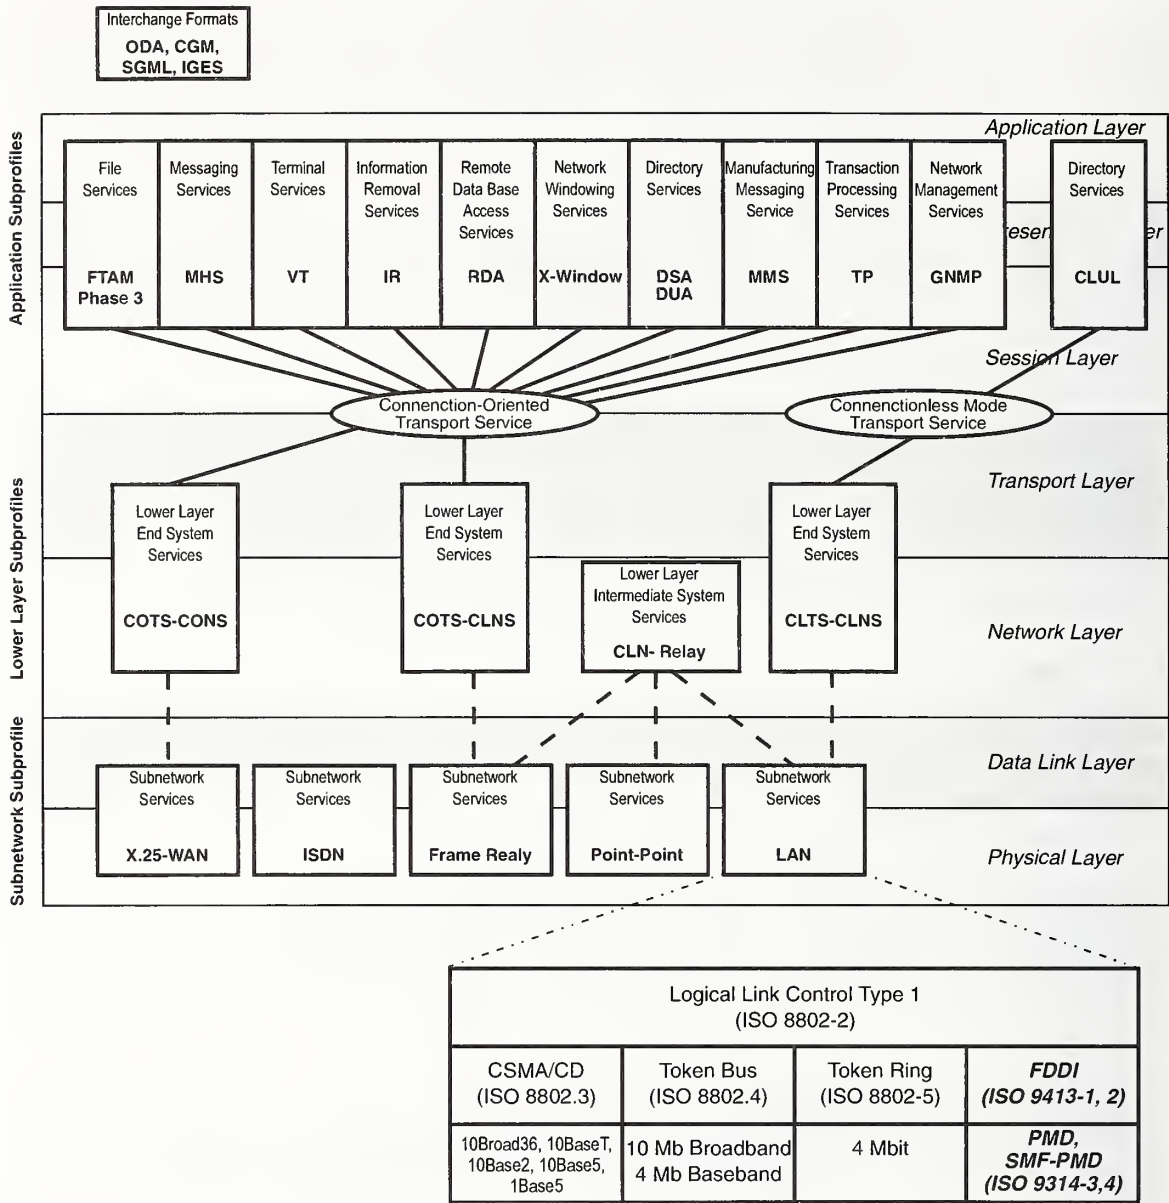 Interchange Formats
ODA, CGM,
SGML, IGES
Application Subprofiles
Application Layer
File
Services
FTAM
Phase 3
Messaging
Services
MHS
Terminal
Services
VT
Information
Removal
Services
IR
Remote
Data Base
Access
Services
RDA
Network
Windowing
Services
X-Window
Directory
Services
DSA
DUA
Manufacturing
Messaging
Service
MMS
Transaction
Processing
Services
TP
Network
Management
Services
GNMP
Directory
Services
CLUL
Session Layer
Connenction-Oriented
Transport Service
Connenctionless Mode
Transport Service
Lower Layer Subprofiles
Transport Layer
Lower Layer
End System
Services
COTS-CONS
Lower Layer
End System
Services
COTS-CLNS
Lower Layer
Intermediate System
Services
CLN- Relay
Lower Layer
End System
Services
CLTS-CLNS
Network Layer
Subnetwork Subprofile
Data Link Layer
Subnetwork
Services
X.25-WAN
Subnetwork
Services
ISDN
Subnetwork
Services
Frame Realy
Subnetwork
Services
Point-Point
Subnetwork
Services
LAN
Physical Layer
Logical Link Control Type 1
(ISO 8802-2)
CSMA/CD
(ISO 8802.3)
Token Bus
(ISO 8802.4)
Token Ring
(ISO 8802-5)
FDDI
(ISO 9413-1, 2)
10Broad36, 10BaseT,
10Base2, 10Base5,
1Base5
10 Mb Broadband
4 Mb Baseband
4 Mbit
PMD,
SMF-PMD
(ISO 9314-3,4)